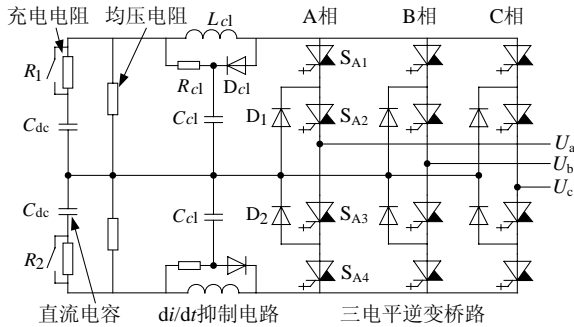 充电电阻 均压电阻 Lcl A相 B相 C相
R1 Rcl Dcl SA1
Cdc Ccl D1 SA2
Ua
Ub
Uc
Cdc Ccl D2 SA3
R2 SA4
直流电容 di/dt抑制电路 三电平逆变桥路